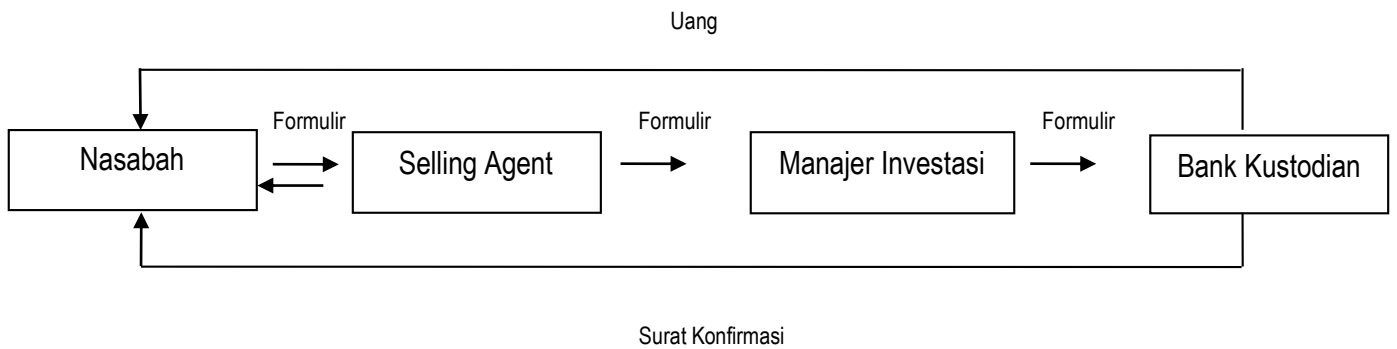 Uang
Formulir
Formulir
Formulir
Nasabah
Selling Agent
Manajer Investasi
Bank Kustodian
Surat Konfirmasi